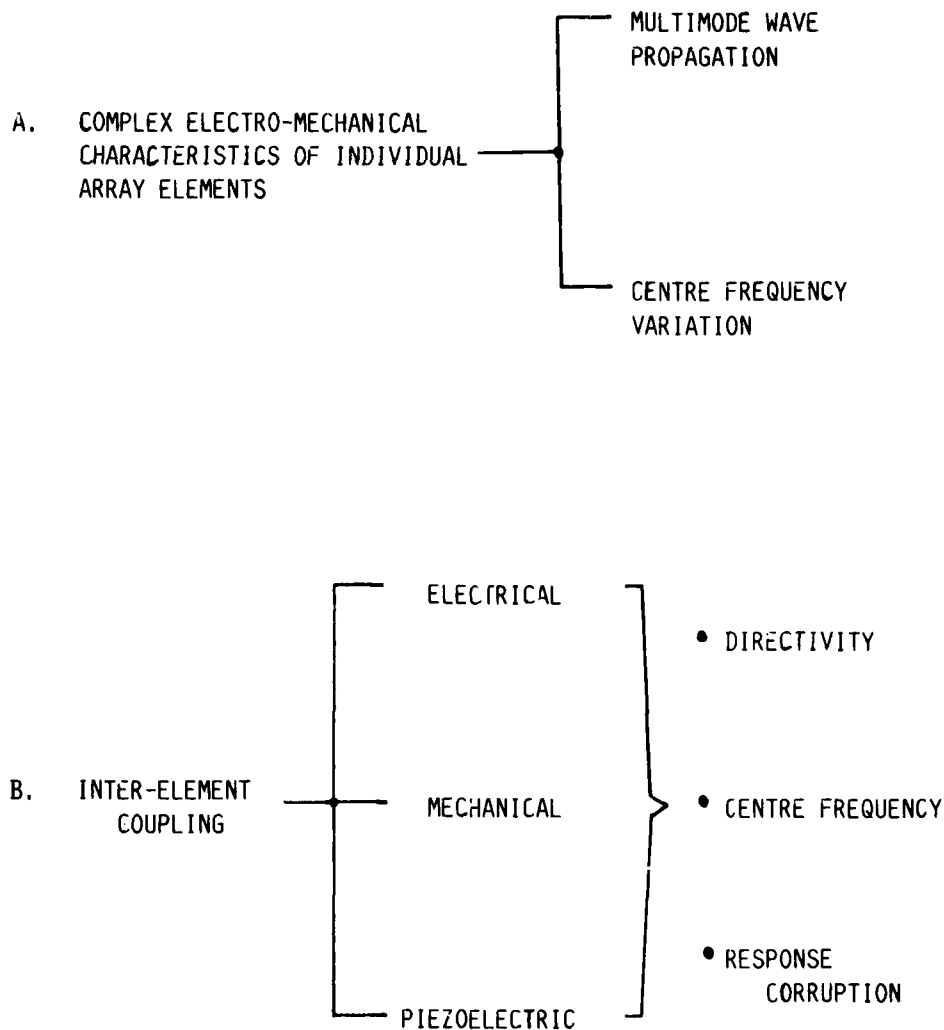 MULTIMODE WAVE
PROPAGATION
A. COMPLEX ELECTRO-MECHANICAL
CHARACTERISTICS OF INDIVIDUAL
ARRAY ELEMENTS
CENTRE FREQUENCY
VARIATION
ELECTRICAL
• DIRECTIVITY
B. INTER-ELEMENT
COUPLING
MECHANICAL
• CENTRE FREQUENCY
• RESPONSE
CORRUPTION
PIEZOELECTRIC